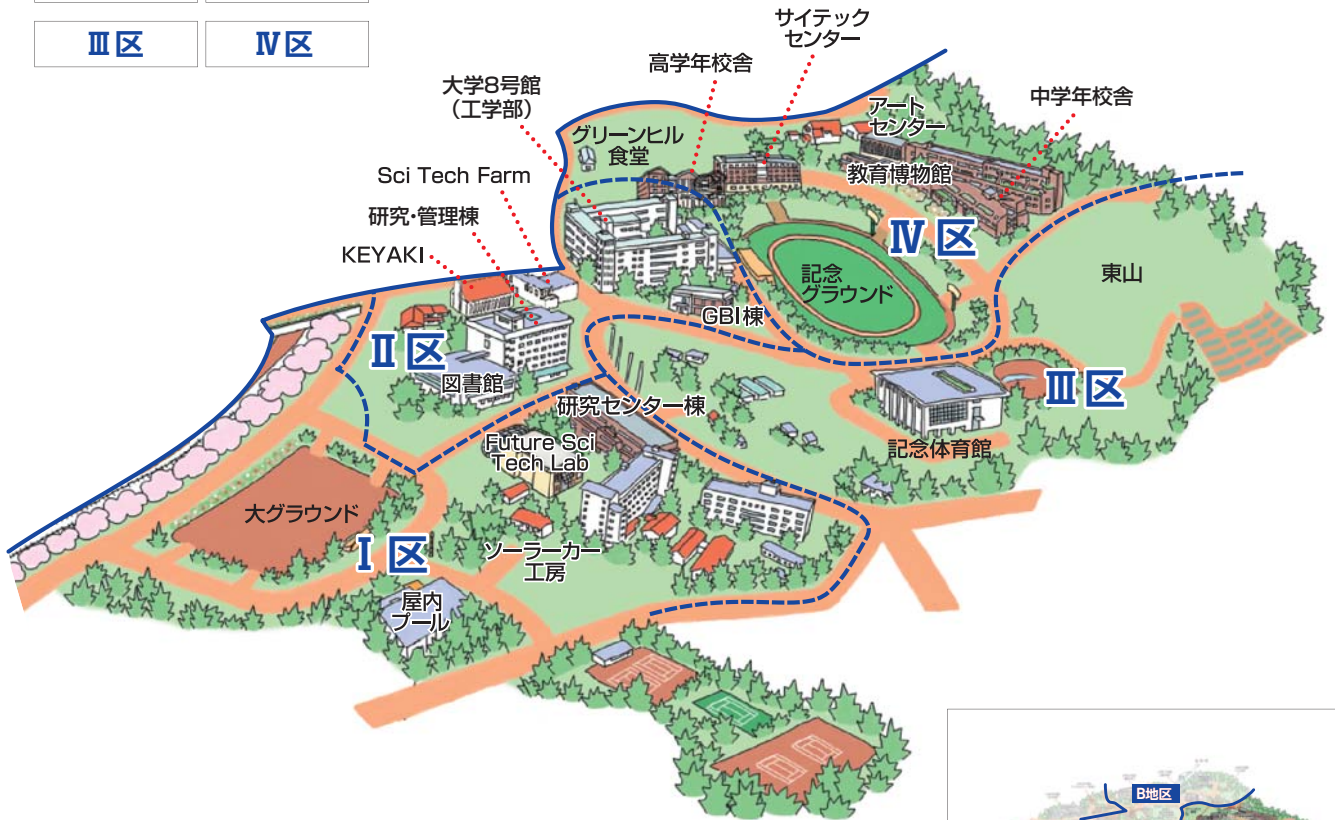 Ⅲ区
Ⅳ区
サイテック
センター
高学年校舎
大学8号館
（工学部）
アート
センター
中学年校舎
グリーンヒル
食堂
Sci Tech Farm
教育博物館
研究・管理棟
Ⅳ区
KEYAKI
記念
グラウンド
東山
GBI棟
Ⅱ区
図書館
Ⅲ区
研究センター棟
Future Sci
Tech Lab
記念体育館
大グラウンド
Ⅰ区
ソーラーカー
工房
屋内
プール
B地区